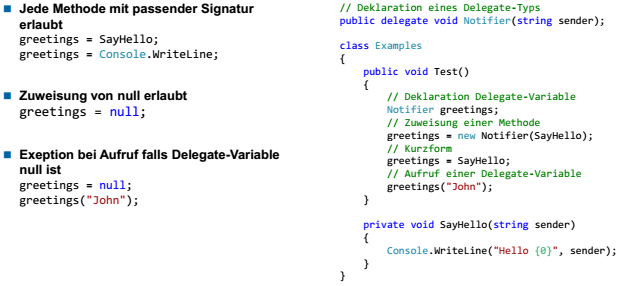 Jede Methode mit passender Signatur
erlaubt
greetings = SayHello;
greetings = Console.WriteLine;
Zuweisung von null erlaubt
greetings = null;
Exeption bei Aufruf falls Delegate-Variable
null ist
greetings = null;
greetings("John");
// Deklaration eines Delegate-Typs
public delegate void Notifier(string sender);
class Examples
{
public void Test()
{
// Deklaration Delegate-Variable
Notifier greetings;
// Zuweisung einer Methode
greetings = new Notifier(SayHello);
// Kurzform
greetings = SayHello;
// Aufruf einer Delegate-Variable
greetings("John");
}
private void SayHello(string sender)
{
Console.WriteLine("Hello {0}", sender);
}
}